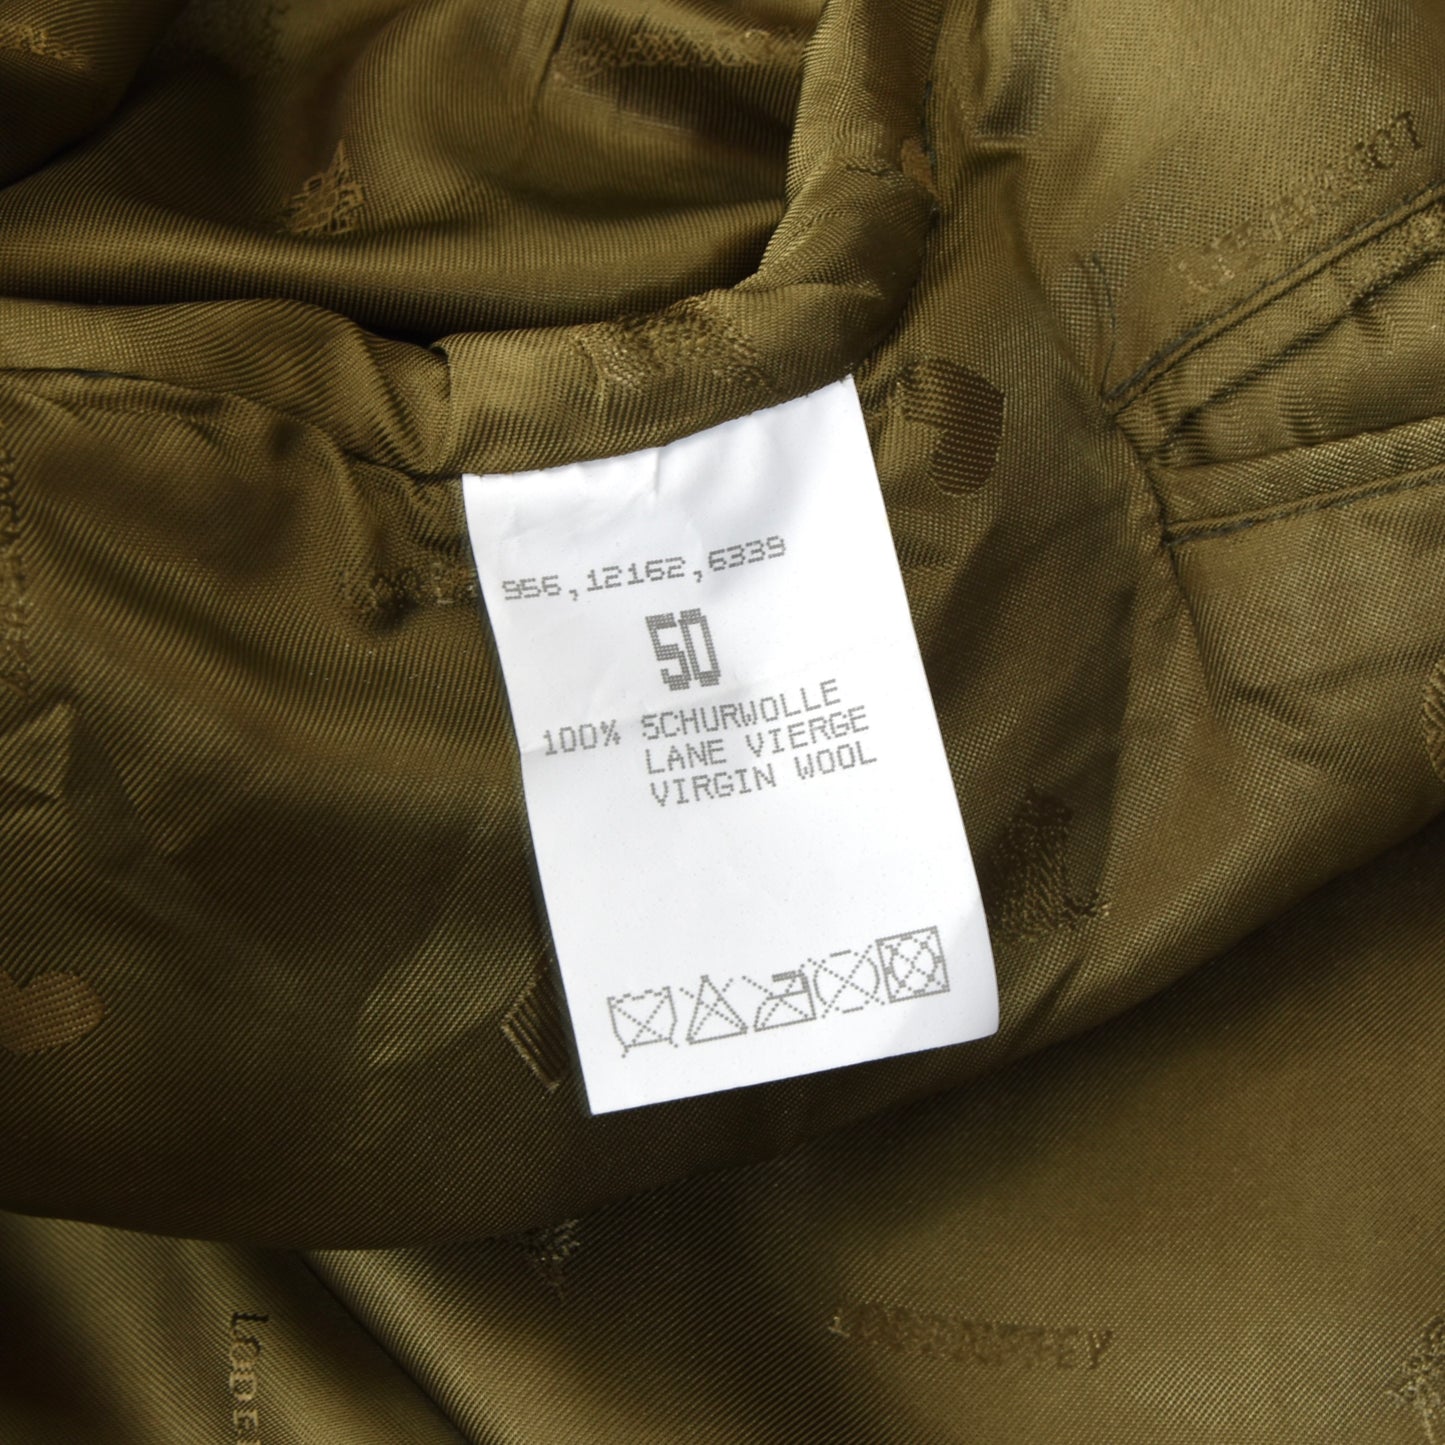 956,12162,6339
50
100% SCHURWOLLE
LANE VIERGE
VIRGIN WOOL